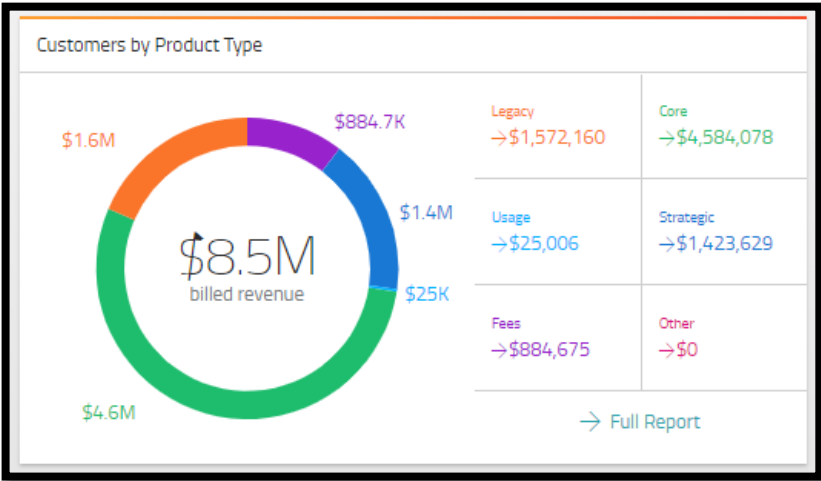 Customers by Product Type
$884.7K
$1.6M
$1.4M
$8.5M
billed revenue
$25K
$4.6M
Legacy
→$1,572,160
Core
→$4,584,078
Usage
→$25,006
Strategic
→$1,423,629
Fees
→$884,675
Other
→$0
→ Full Report